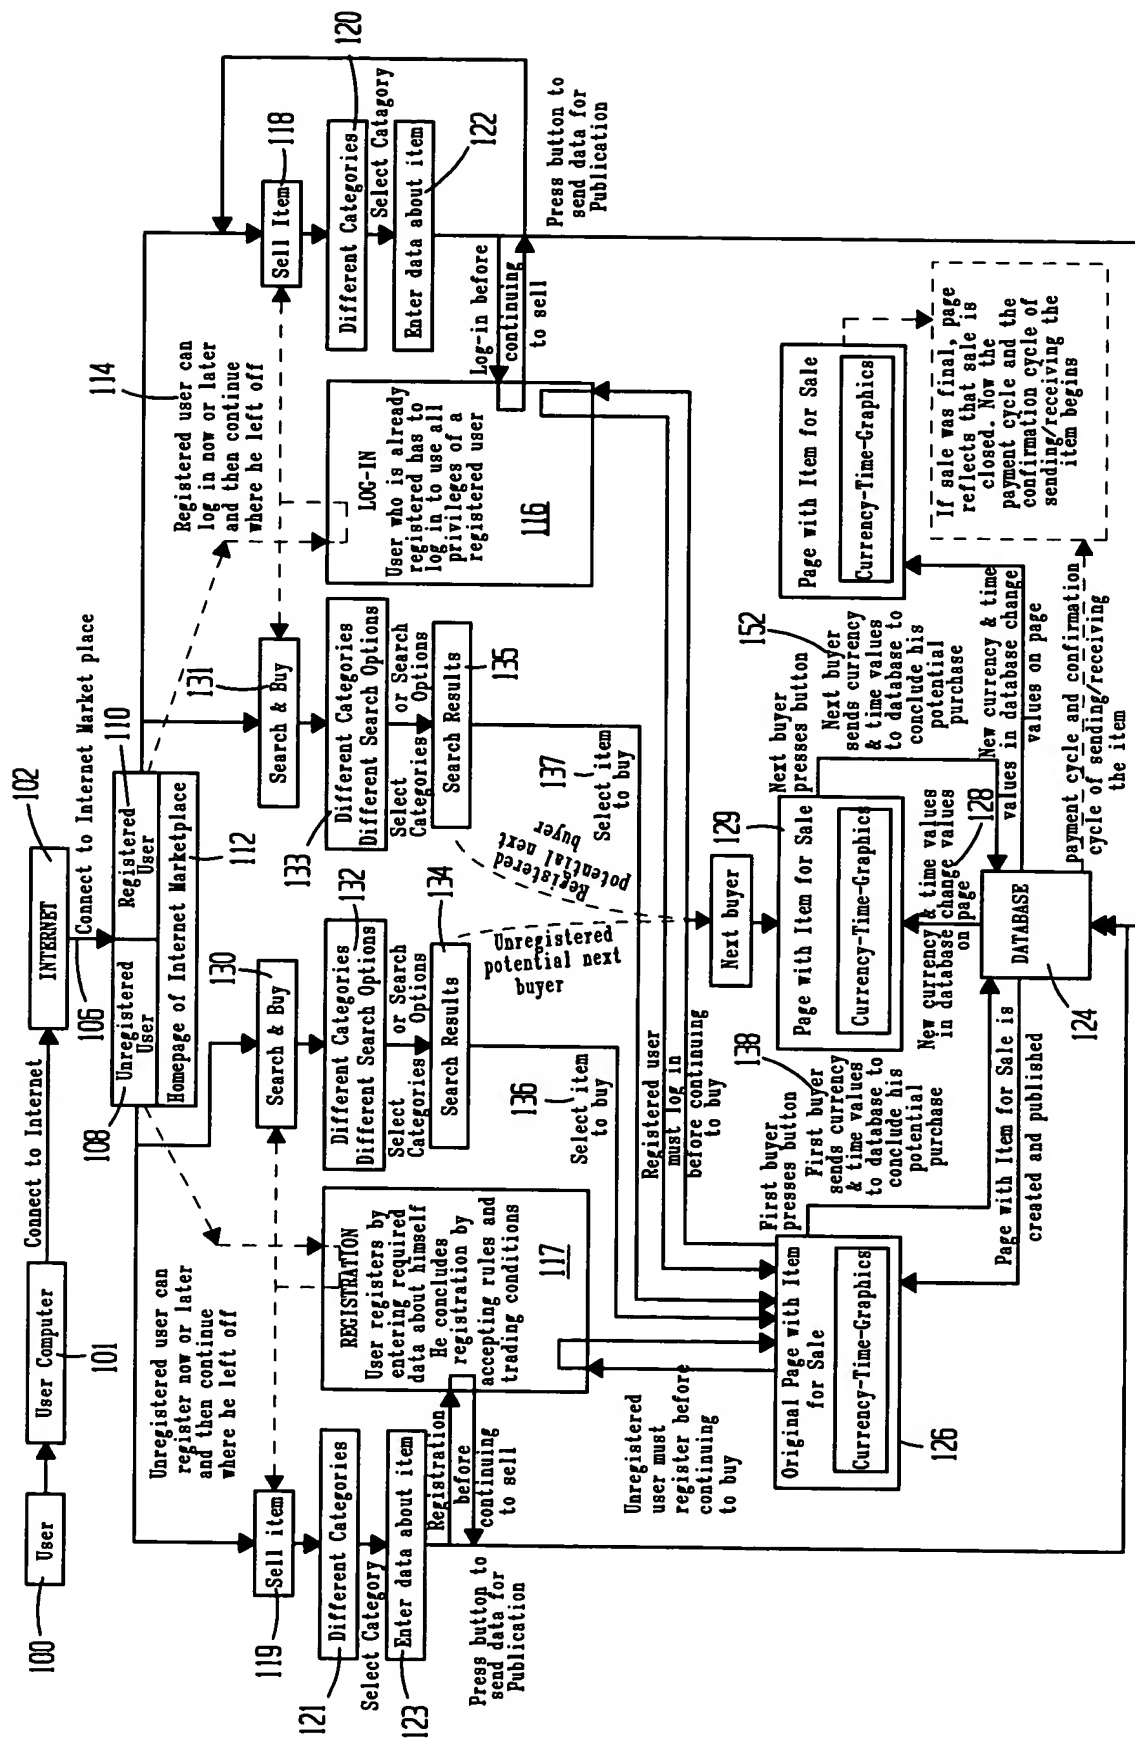 100
User
User Computer
101
Connect to Internet
INTERNET
102
106
Connect to Internet Market place
108
Unregistered
User
Registered
User
110
Homepage of Internet Marketplace
112
Unregistered user can
register now or later
and then continue
where he left off
Registered user can
log in now or later
and then continue
where he left off
114
119
Sell item
130
Search & Buy
131
Search & Buy
Sell Item
118
121
Different Categories
Select Category
123
Enter data about item
REGISTRATION
User registers by
entering required
data about himself
He concludes
registration by
accepting rules and
trading conditions
117
Registration
before
continuing
to sell
Press button to
send data for
Publication
Different Categories
Different Search Options
132
Select
Categories
or Search
Options
Search Results
134
133
Different Categories
Different Search Options
Select
Categories
or Search
Options
Search Results
135
LOG-IN
User who is already
registered has to
log in to use all
privileges of a
registered user
116
Different Categories
120
Select Catagory
Enter data about item
122
Log-in before
continuing
to sell
Press button to
send data for
Publication
136
Select item
to buy
137
Select item
to buy
Unregistered
potential next
buyer
Registered
potential next
buyer
Unregistered
user must
register before
continuing
to buy
Registered user
must log in
before continuing
to buy
Next buyer
129
Original Page with Item
for Sale
Currency-Time-Graphics
126
First buyer
presses button
138
First buyer
sends currency
& time values
to database to
conclude his
potential
purchase
Page with Item for Sale
Currency-Time-Graphics
Next buyer
presses button
152
Next buyer
sends currency
& time values
to database to
conclude his
potential
purchase
Page with Item for Sale
Currency-Time-Graphics
If sale was final, page
reflects that sale is
closed. Now the
payment cycle and the
confirmation cycle of
sending/receiving the
item begins
New currency & time values
in database change values
on page
128
New currency & time
values in database change
values on page
Page with Item for Sale is
created and published
DATABASE
124
payment cycle and confirmation
cycle of sending/receiving
the item